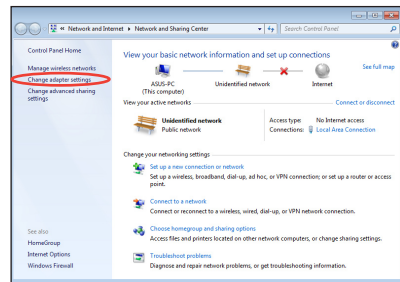 « Network and Internet ▸ Network and Sharing Center
Search Control Panel
Control Panel Home
Manage wireless networks
Change adapter settings
Change advanced sharing
settings
See also
HomeGroup
Internet Options
Windows Firewall
View your basic network information and set up connections
See full map
ASUS-PC
(This computer)
Unidentified network
Internet
View your active networks
Connect or disconnect
Unidentified network
Public network
Access type: No Internet access
Connections: Local Area Connection
Change your networking settings
Set up a new connection or network
Set up a wireless, broadband, dial-up, ad hoc, or VPN connection; or set up a router or access
point.
Connect to a network
Connect or reconnect to a wireless, wired, dial-up, or VPN network connection.
Choose homegroup and sharing options
Access files and printers located on other network computers, or change sharing settings.
Troubleshoot problems
Diagnose and repair network problems, or get troubleshooting information.